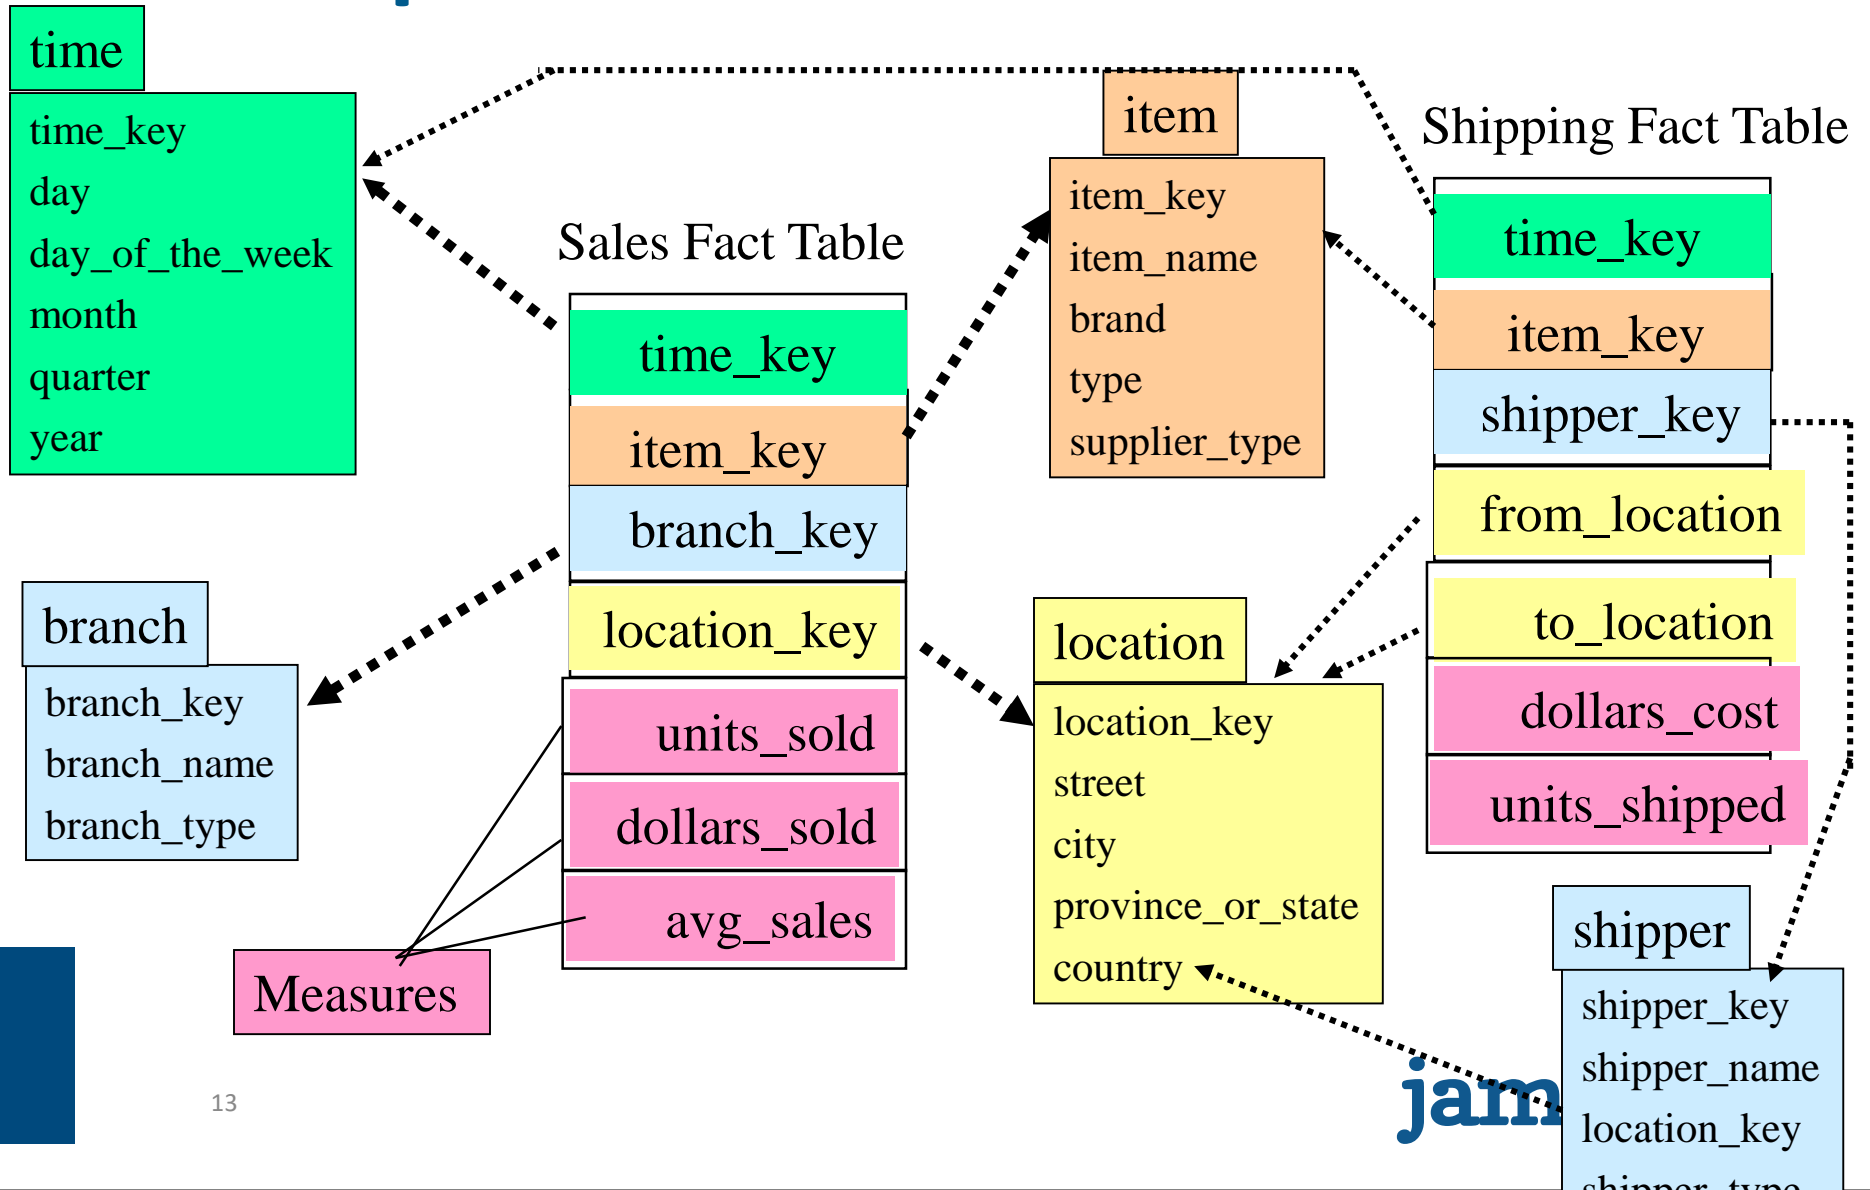 time
time_key
day
day_of_the_week
month
quarter
year
branch
branch_key
branch_name
branch_type
Sales Fact Table
time_key
item_key
branch_key
location_key
units_sold
dollars_sold
avg_sales
Measures
item
item_key
item_name
brand
type
supplier_type
location
location_key
street
city
province_or_state
country
Shipping Fact Table
time_key
item_key
shipper_key
from_location
to_location
dollars_cost
units_shipped
shipper
shipper_key
shipper_name
location_key
shipper_type
13
jam